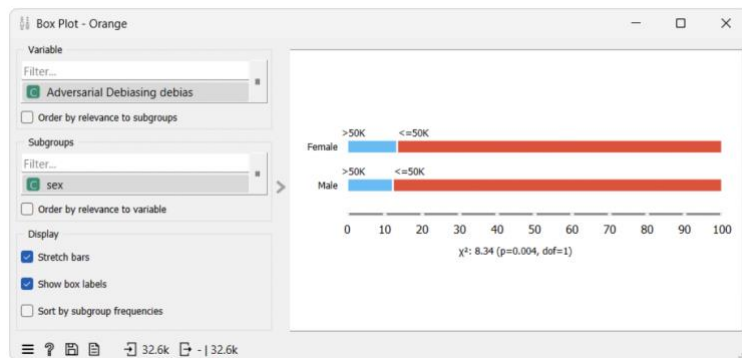 Box Plot - Orange
Variable
Filter...
C Adversarial Debiasing debias
Order by relevance to subgroups
Subgroups
Filter...
C sex
Order by relevance to variable
Display
Stretch bars
Show box labels
Sort by subgroup frequencies
32.6k - | 32.6k
>50K <=50K
Female
>50K <=50K
Male
0 10 20 30 40 50 60 70 80 90 100
χ²: 8.34 (p=0.004, dof=1)